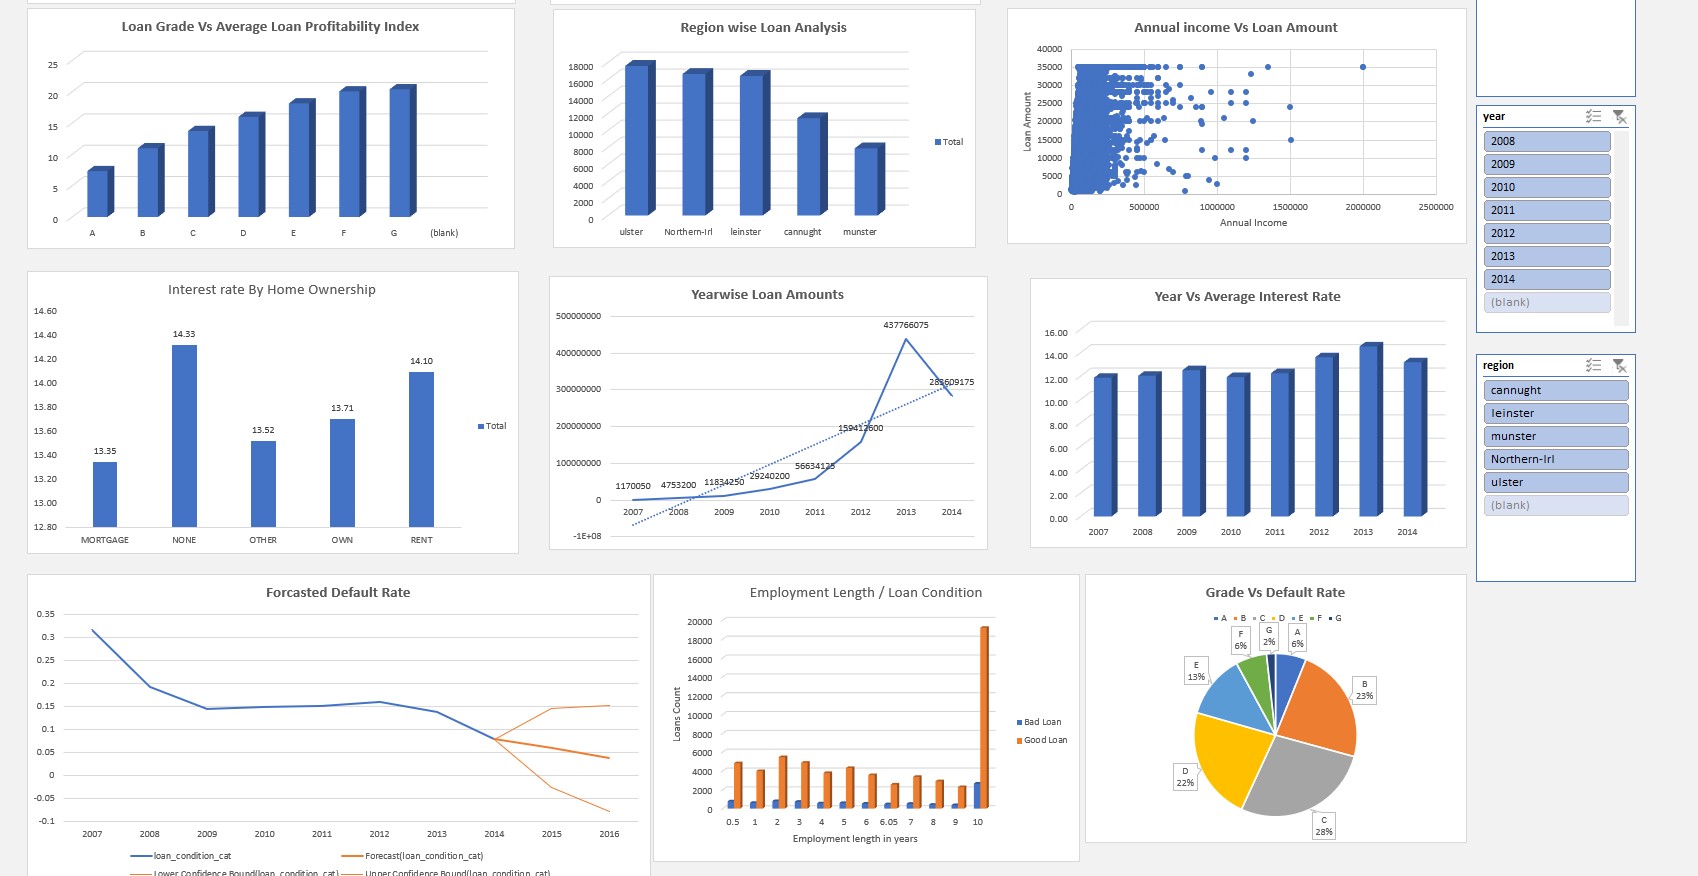 Loan Grade Vs Average Loan Profitability Index
25
20
15
10
5
0
A B C D E F G (blank)
Region wise Loan Analysis
18000
16000
14000
12000
10000
8000
6000
4000
2000
0
ulster Northern-Irl leinster cannught munster
Total
Annual income Vs Loan Amount
Loan Amount
40000
35000
30000
25000
20000
15000
10000
5000
0
0 500000 1000000 1500000 2000000 2500000
Annual Income
year
2008
2009
2010
2011
2012
2013
2014
(blank)
Interest rate By Home Ownership
14.60
14.40
14.20
14.00
13.80
13.60
13.40
13.20
13.00
12.80
13.35 14.33 13.52 13.71 14.10
MORTGAGE NONE OTHER OWN RENT
Total
Yearwise Loan Amounts
500000000
400000000
300000000
200000000
100000000
0
-1E+08
1170050 4753200 11834250 29240200 56634125 159412600 437766075 283609175
2007 2008 2009 2010 2011 2012 2013 2014
Year Vs Average Interest Rate
16.00
14.00
12.00
10.00
8.00
6.00
4.00
2.00
0.00
2007 2008 2009 2010 2011 2012 2013 2014
region
cannught
leinster
munster
Northern-Irl
ulster
(blank)
Forcasted Default Rate
0.35
0.3
0.25
0.2
0.15
0.1
0.05
0
-0.05
-0.1
2007 2008 2009 2010 2011 2012 2013 2014 2015 2016
loan_condition_cat Forecast(loan_condition_cat)
Lower Confidence Bound(loan_condition_cat) Upper Confidence Bound(loan_condition_cat)
Employment Length / Loan Condition
Loans Count
20000
18000
16000
14000
12000
10000
8000
6000
4000
2000
0
0.5 1 2 3 4 5 6 6.05 7 8 9 10
Employment length in years
Bad Loan
Good Loan
Grade Vs Default Rate
A B C D E F G
A
6%
B
23%
C
28%
D
22%
E
13%
F
6%
G
2%